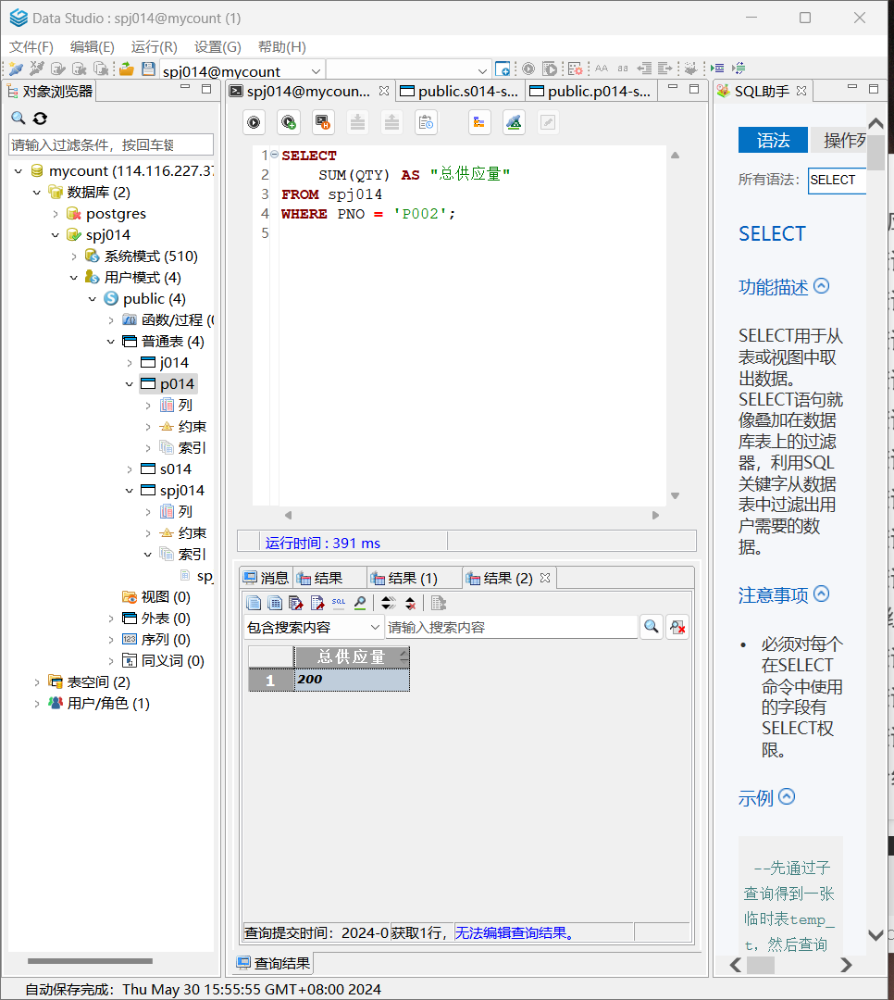 Data Studio : spj014@mycount (1)
文件(F) 编辑(E) 运行(R) 设置(G) 帮助(H)
spj014@mycount
AA aa
对象浏览器
请输入过滤条件，按回车键
mycount (114.116.227.37
数据库 (2)
postgres
spj014
系统模式 (510)
用户模式 (4)
public (4)
函数/过程 (0
普通表 (4)
j014
p014
列
约束
索引
s014
spj014
列
约束
索引
spj
视图 (0)
外表 (0)
序列 (0)
同义词 (0)
表空间 (2)
用户/角色 (1)
spj014@mycoun... public.s014-s... public.p014-s...
1 SELECT
2 SUM(QTY) AS "总供应量"
3 FROM spj014
4 WHERE PNO = 'P002';
5
运行时间 : 391 ms
消息 结果 结果 (1) 结果 (2)
SQL
包含搜索内容 请输入搜索内容
总供应量
1 200
查询提交时间：2024-0 获取1行， 无法编辑查询结果。
查询结果
SQL助手
语法 操作列
所有语法: SELECT
SELECT
功能描述
SELECT用于从
表或视图中取
出数据。
SELECT语句就
像叠加在数据
库表上的过滤
器，利用SQL
关键字从数据
表中过滤出用
户需要的数
据。
注意事项
• 必须对每个
在SELECT
命令中使用
的字段有
SELECT权
限。
示例
--先通过子
查询得到一张
临时表temp_
t，然后查询
自动保存完成：Thu May 30 15:55:55 GMT+08:00 2024